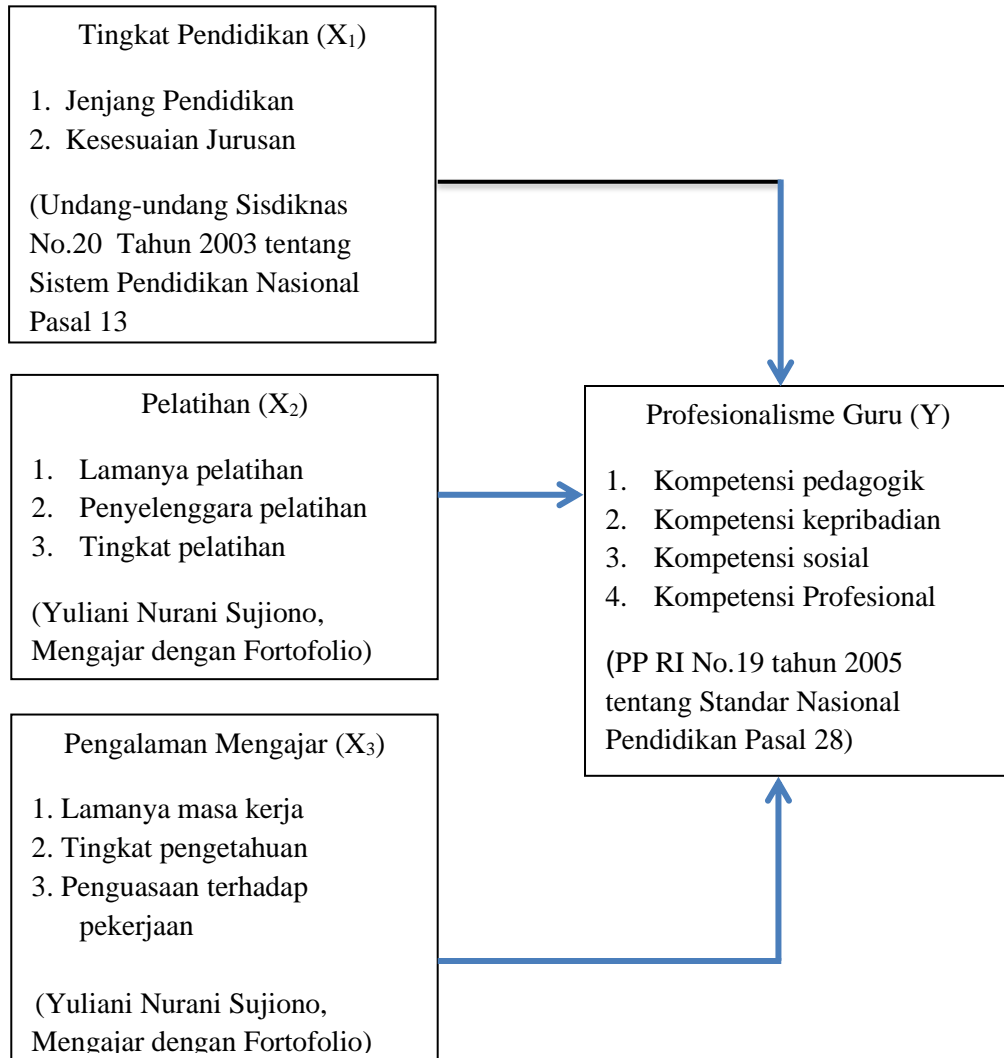 Tingkat Pendidikan (X₁)
1. Jenjang Pendidikan
2. Kesesuaian Jurusan
(Undang-undang Sisdiknas
No.20 Tahun 2003 tentang
Sistem Pendidikan Nasional
Pasal 13
Pelatihan (X₂)
1. Lamanya pelatihan
2. Penyelenggara pelatihan
3. Tingkat pelatihan
(Yuliani Nurani Sujiono,
Mengajar dengan Fortofolio)
Pengalaman Mengajar (X₃)
1. Lamanya masa kerja
2. Tingkat pengetahuan
3. Penguasaan terhadap
pekerjaan
(Yuliani Nurani Sujiono,
Mengajar dengan Fortofolio)
Profesionalisme Guru (Y)
1. Kompetensi pedagogik
2. Kompetensi kepribadian
3. Kompetensi sosial
4. Kompetensi Profesional
(PP RI No.19 tahun 2005
tentang Standar Nasional
Pendidikan Pasal 28)